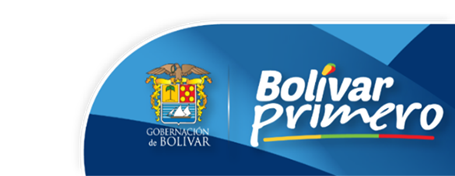 GOBERNACIÓN
de BOLÍVAR
Bolívar
primero